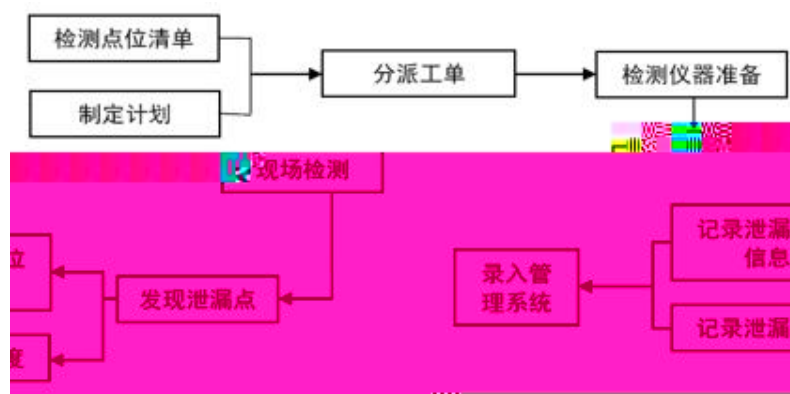 检测点位清单
制定计划
分派工单
检测仪器准备
现场检测
位
度
发现泄漏点
录入管
理系统
记录泄漏
信息
记录泄漏